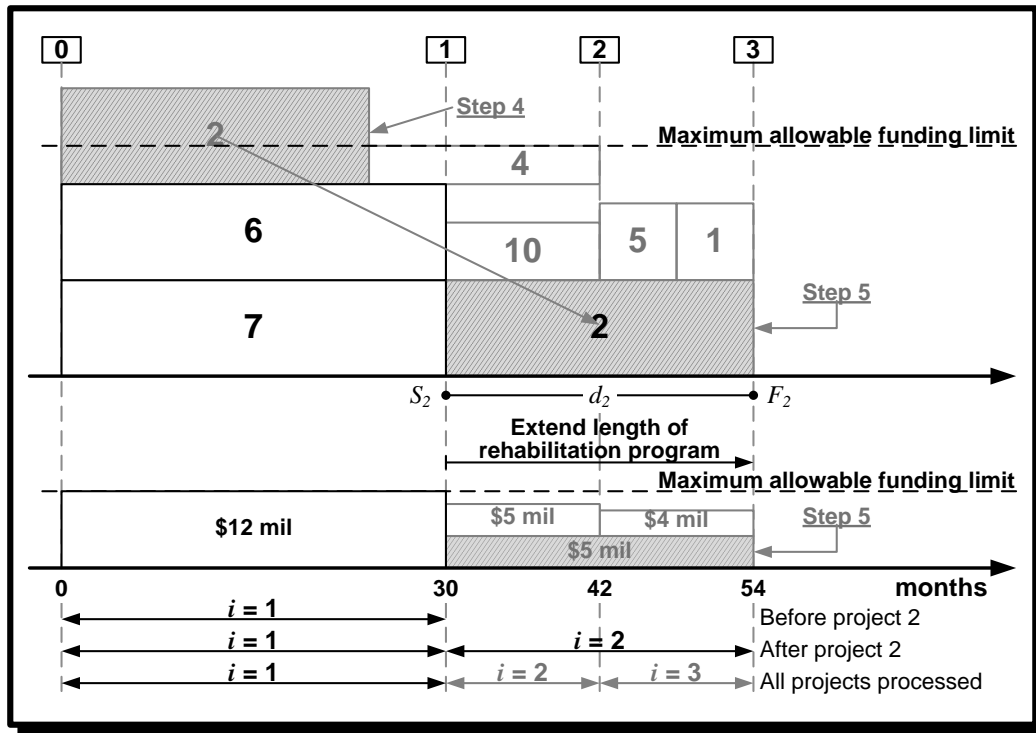 0 1 2 3
Step 4
2
Maximum allowable funding limit
4
6
5 1
10
Step 5
7
2
S2 d2 F2
Extend length of
rehabilitation program
Maximum allowable funding limit
$12 mil
$5 mil $4 mil
Step 5
$5 mil
0 30 42 54 months
i = 1 Before project 2
i = 1 i = 2 After project 2
i = 1 i = 2 i = 3 All projects processed